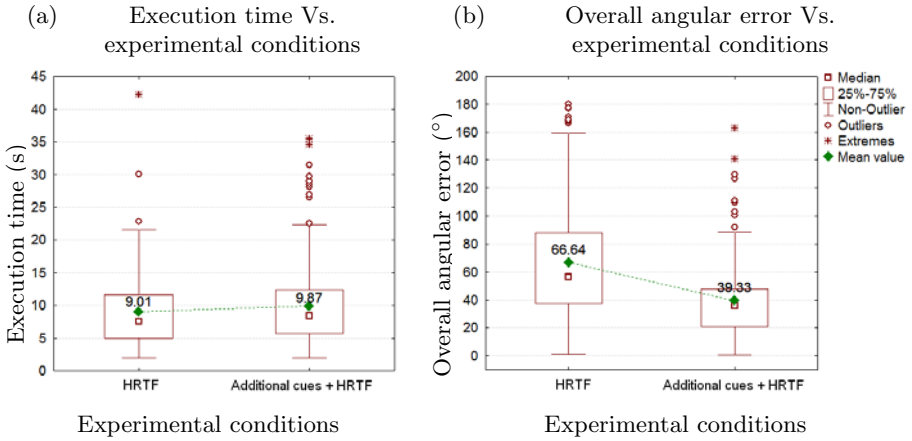 (a) Execution time Vs.
experimental conditions
Execution time (s)
45
40
35
30
25
20
15
10
5
0
9.01
9.87
HRTF
Additional cues + HRTF
Experimental conditions
(b) Overall angular error Vs.
experimental conditions
Overall angular error (°)
200
180
160
140
120
100
80
60
40
20
0
66.64
39.33
HRTF
Additional cues + HRTF
Experimental conditions
Median
25%-75%
Non-Outlier
Outliers
Extremes
Mean value